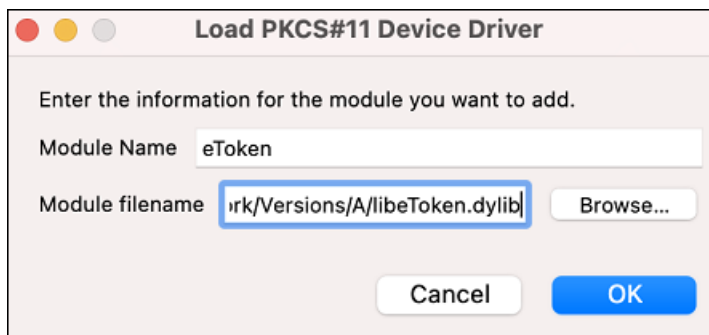 Load PKCS#11 Device Driver
Enter the information for the module you want to add.
Module Name eToken
Module filename rk/Versions/A/libeToken.dylib Browse...
Cancel OK